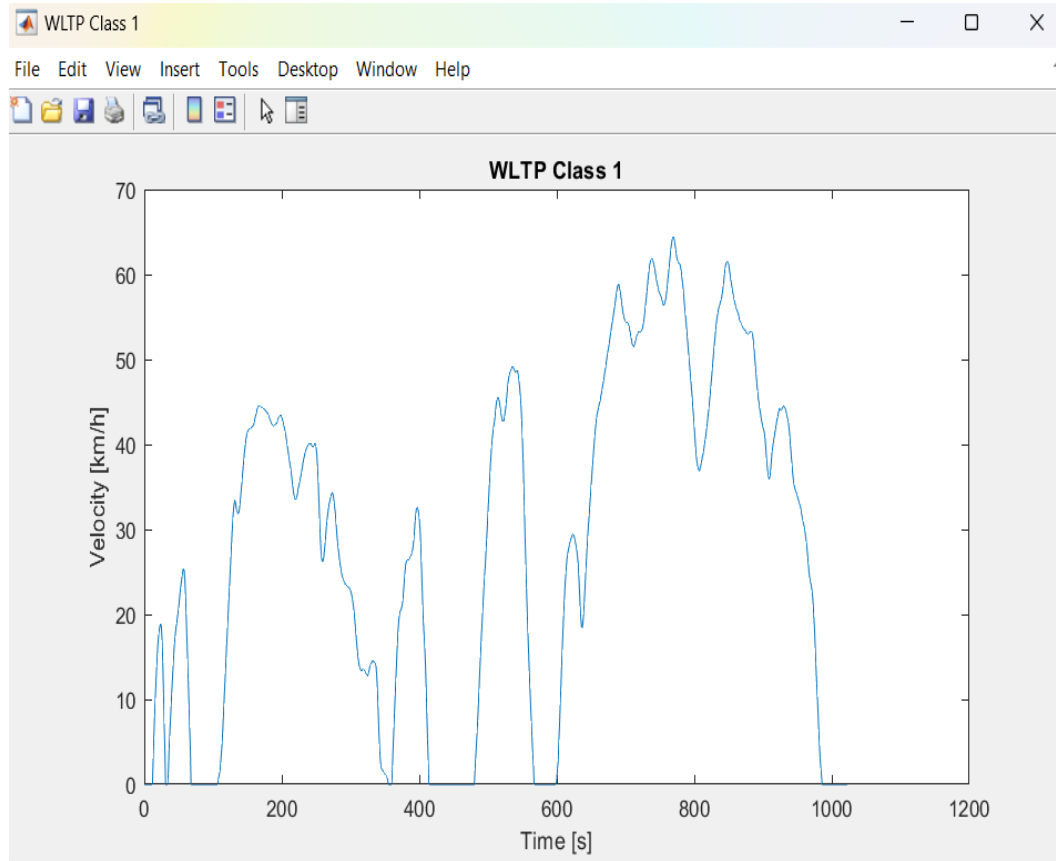 WLTP Class 1
File Edit View Insert Tools Desktop Window Help
WLTP Class 1
70
60
50
40
30
20
10
0
Velocity [km/h]
0 200 400 600 800 1000 1200
Time [s]